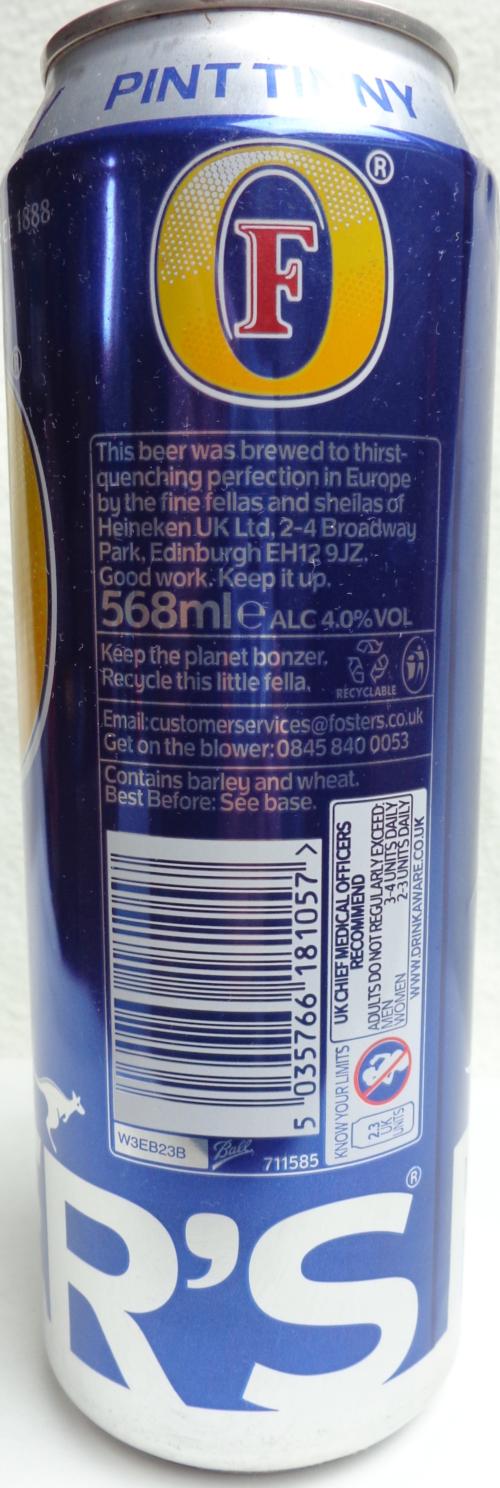 PINT TINNY
1888
F
®
This beer was brewed to thirst-
quenching perfection in Europe
by the fine fellas and sheilas of
Heineken UK Ltd, 2-4 Broadway
Park, Edinburgh EH12 9JZ.
Good work. Keep it up.
568ml e ALC 4.0%VOL
Keep the planet bonzer.
Recycle this little fella.
RECYCLABLE
Email:customerservices@fosters.co.uk
Get on the blower:0845 840 0053
Contains barley and wheat.
Best Before: See base.
5 035766 181057 >
UK CHIEF MEDICAL OFFICERS
RECOMMEND
ADULTS DO NOT REGULARLY EXCEED:
MEN 3-4 UNITS DAILY
WOMEN 2-3 UNITS DAILY
WWW.DRINKAWARE.CO.UK
KNOW YOUR LIMITS
2.3
UK
UNITS
W3EB23B
Ball
711585
R'S
®